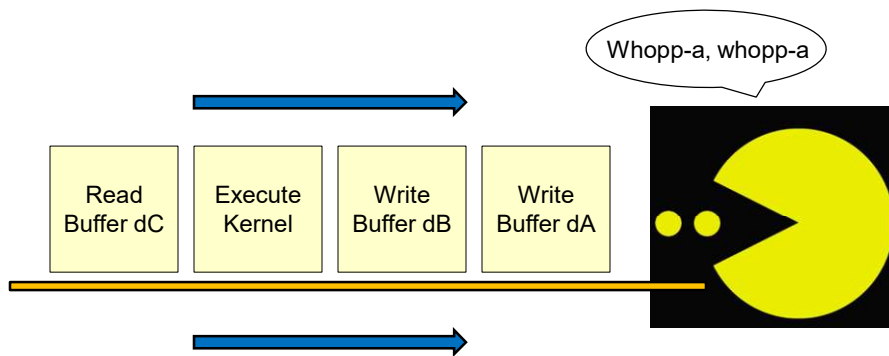 Whopp-a, whopp-a
Read
Buffer dC
Execute
Kernel
Write
Buffer dB
Write
Buffer dA